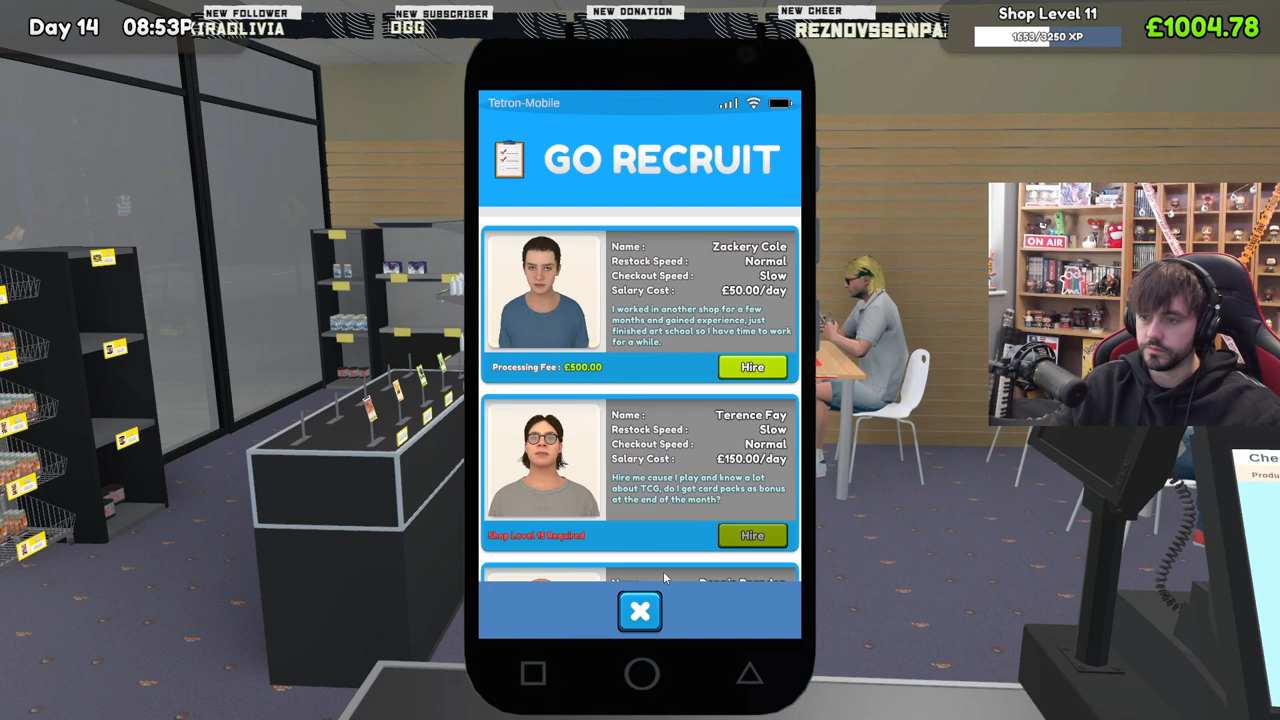 NEW FOLLOWER
NEW SUBSCRIBER
NEW DONATION
NEW CHEER
Day 14
OGG
Shop Level 11
1653/3250 XP
£1004.78
Tetron-Mobile
GO RECRUIT
Name : Zackery Cole
Restock Speed : Normal
Checkout Speed : Slow
Salary Cost : £50.00/day
I worked in another shop for a few
months and gained experience, just
finished art school so I have time to work
for a while.
Processing Fee : £500.00
Hire
Name : Terence Fay
Restock Speed : Slow
Checkout Speed : Normal
Salary Cost : £150.00/day
Hire me cause I play and know a lot
about TCG, do I get card packs as bonus
at the end of the month?
Shop Level 18 Required
Hire
ON AIR